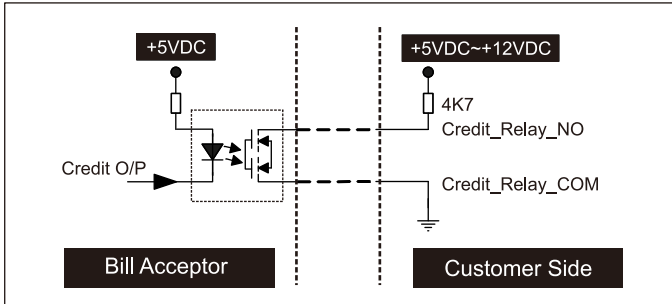 +5VDC
+5VDC~+12VDC
4K7
Credit_Relay_NO
Credit O/P
Credit_Relay_COM
Bill Acceptor
Customer Side